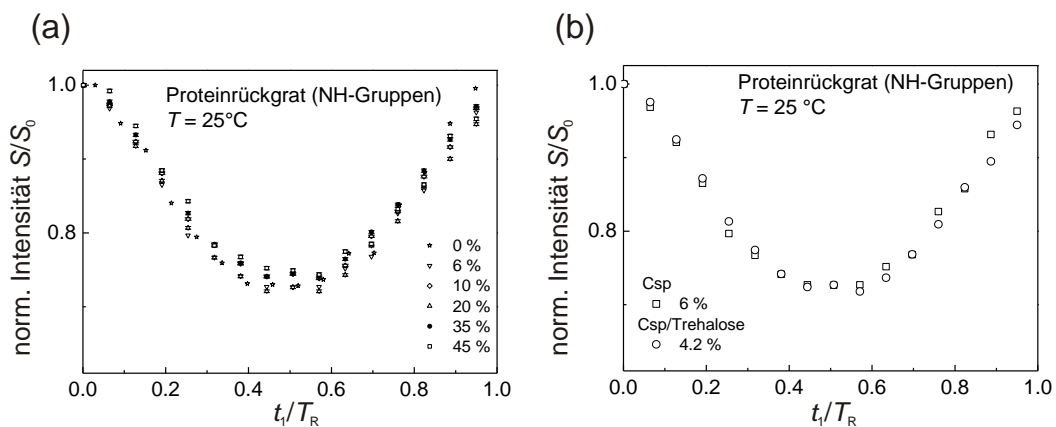 (a)
norm. Intensität S/S0
Proteinrückgrat (NH-Gruppen)
T = 25°C
1.0
0.8
0 %
6 %
10 %
20 %
35 %
45 %
0.0 0.2 0.4 0.6 0.8 1.0
t1/TR
(b)
norm. Intensität S/S0
Proteinrückgrat (NH-Gruppen)
T = 25 °C
1.0
0.8
Csp
6 %
Csp/Trehalose
4.2 %
0.0 0.2 0.4 0.6 0.8 1.0
t1/TR